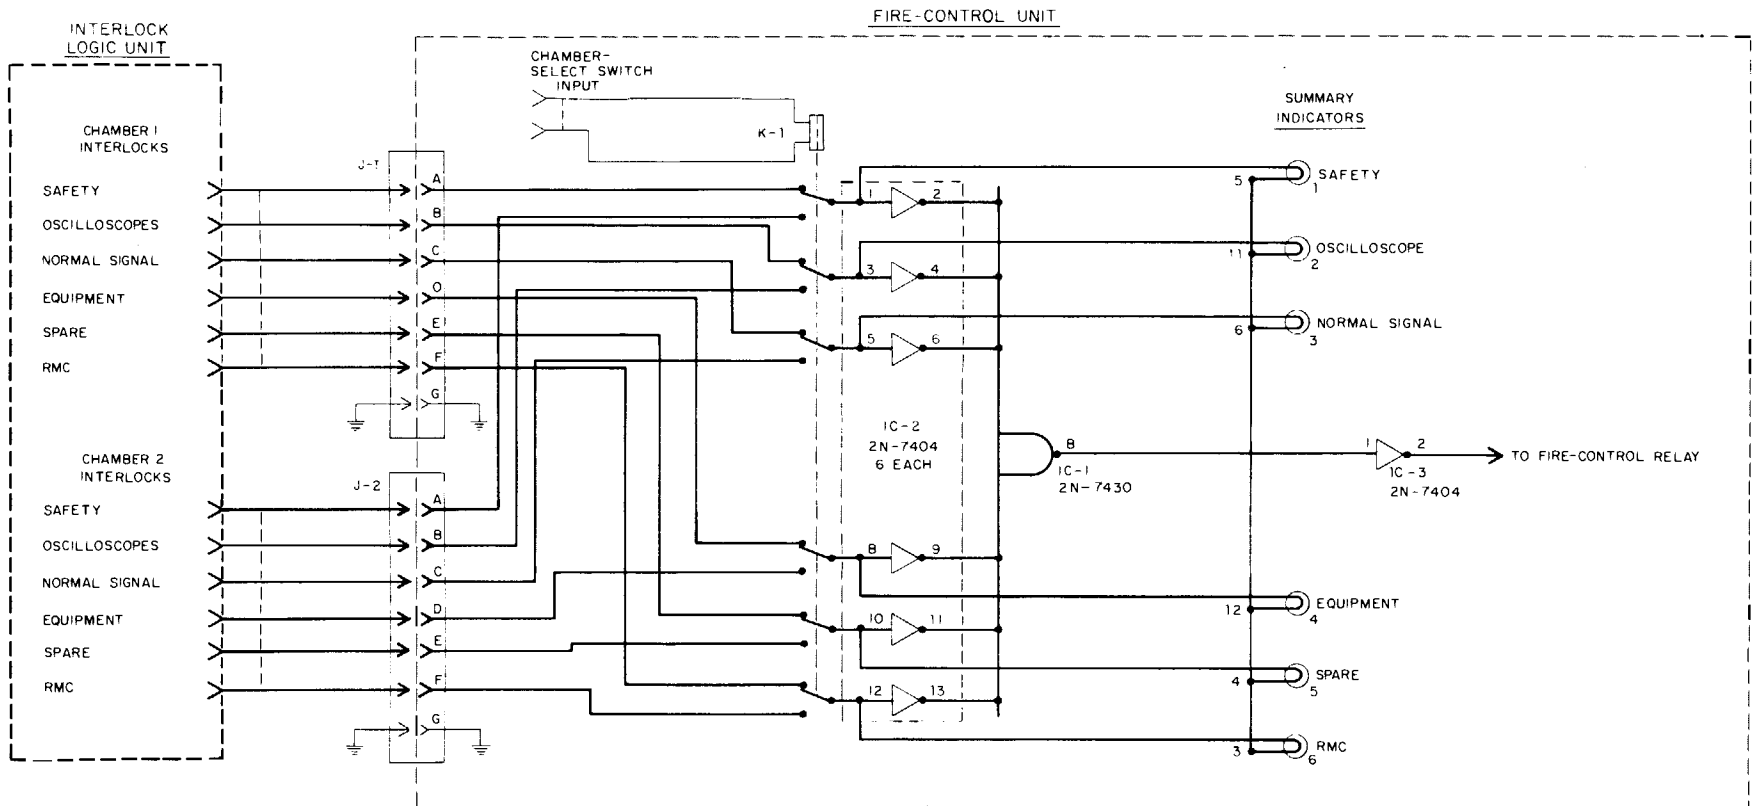 FIRE-CONTROL UNIT
INTERLOCK
LOGIC UNIT
CHAMBER-
SELECT SWITCH
INPUT
K-1
SUMMARY
INDICATORS
CHAMBER 1
INTERLOCKS
J-1
SAFETY
A
OSCILLOSCOPES
B
NORMAL SIGNAL
C
EQUIPMENT
O
SPARE
E
RMC
F
G
CHAMBER 2
INTERLOCKS
J-2
SAFETY
A
OSCILLOSCOPES
B
NORMAL SIGNAL
C
EQUIPMENT
D
SPARE
E
RMC
F
G
1 2
3 4
5 6
IC-2
2N-7404
6 EACH
8 9
10 11
12 13
8
IC-1
2N-7430
1 2
IC-3
2N-7404
TO FIRE-CONTROL RELAY
5 SAFETY
1
11 OSCILLOSCOPE
2
6 NORMAL SIGNAL
3
12 EQUIPMENT
4
4 SPARE
5
3 RMC
6